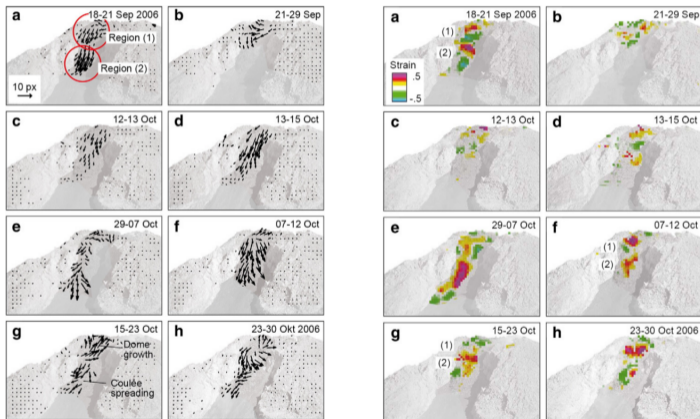 a 18-21 Sep 2006
Region (1)
Region (2)
10 px
b 21-29 Sep
c 12-13 Oct
d 13-15 Oct
e 29-07 Oct
f 07-12 Oct
g 15-23 Oct
Dome
growth
Coulée
spreading
h 23-30 Okt 2006
a 18-21 Sep 2006
(1)
(2)
Strain
.5
-.5
b 21-29 Sep
c 12-13 Oct
d 13-15 Oct
e 29-07 Oct
f 07-12 Oct
(1)
(2)
g 15-23 Oct
(1)
(2)
h 23-30 Oct 2006